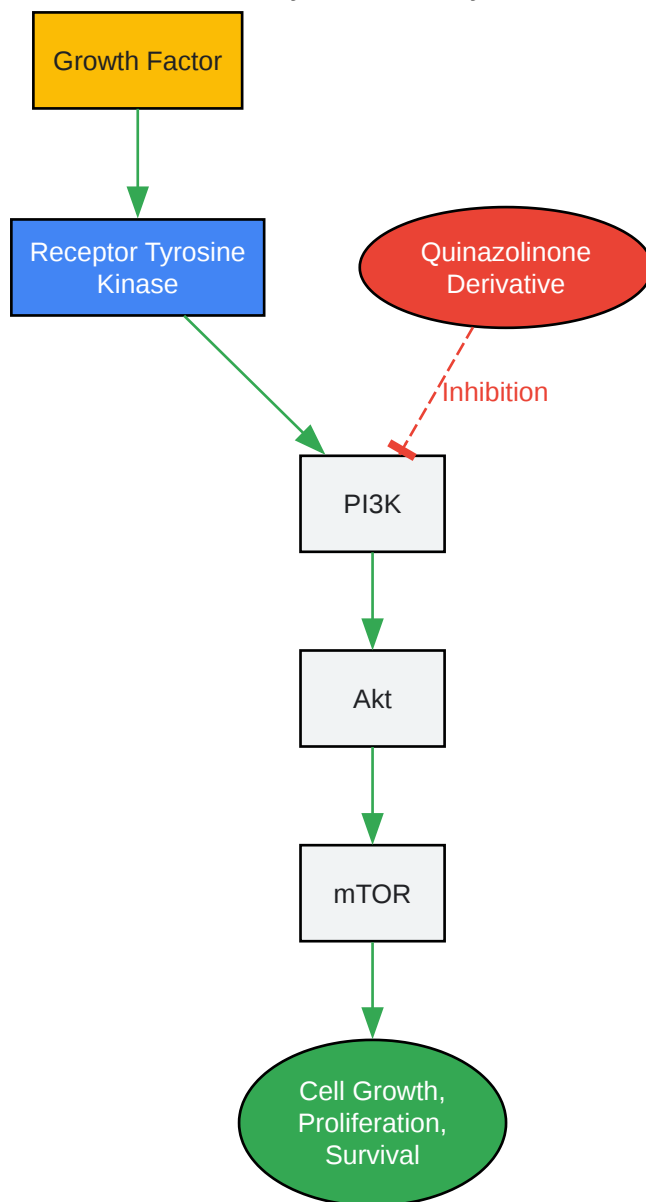 Growth Factor
Receptor Tyrosine
Kinase
Quinazolinone
Derivative
Inhibition
PI3K
Akt
mTOR
Cell Growth,
Proliferation,
Survival